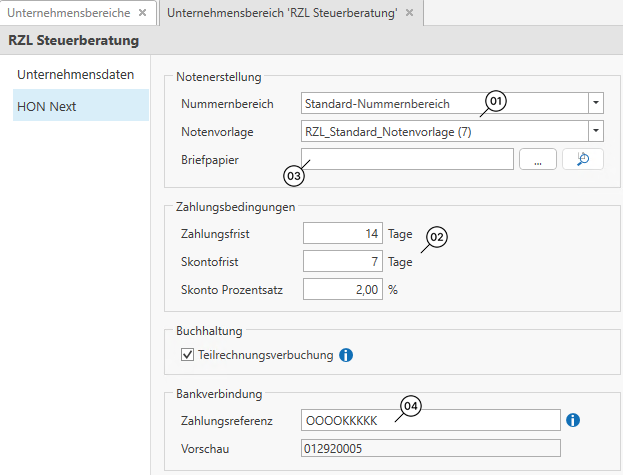 Unternehmensbereiche ✕ Unternehmensbereich 'RZL Steuerberatung' ✕
RZL Steuerberatung
Unternehmensdaten
HON Next
Notenerstellung
Nummernbereich Standard-Nummernbereich 01
Notenvorlage RZL_Standard_Notenvorlage (7)
Briefpapier ...
03
Zahlungsbedingungen
Zahlungsfrist 14 Tage
02
Skontofrist 7 Tage
Skonto Prozentsatz 2,00 %
Buchhaltung
Teilrechnungsverbuchung i
Bankverbindung
04
Zahlungsreferenz OOOOKKKKK i
Vorschau 012920005